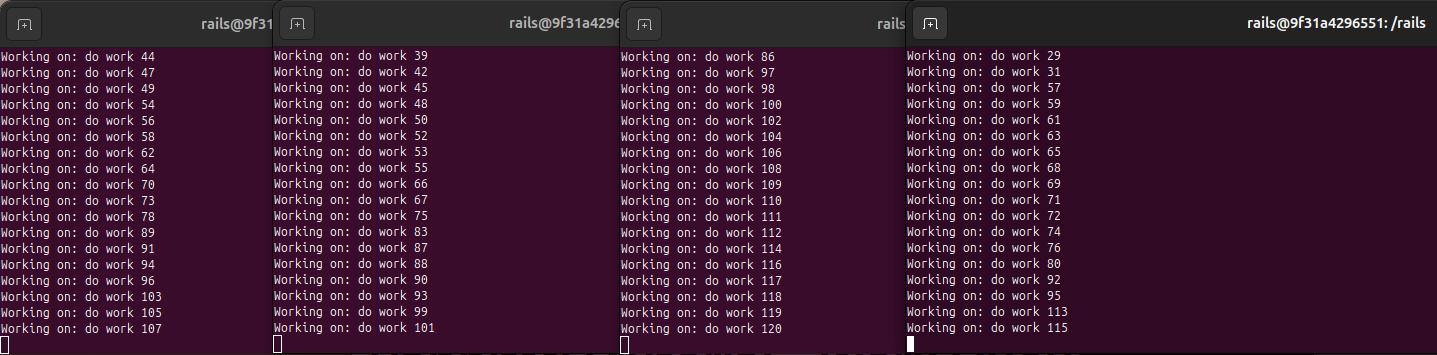 rails@9f31
Working on: do work 44
Working on: do work 47
Working on: do work 49
Working on: do work 54
Working on: do work 56
Working on: do work 58
Working on: do work 62
Working on: do work 64
Working on: do work 70
Working on: do work 73
Working on: do work 78
Working on: do work 89
Working on: do work 91
Working on: do work 94
Working on: do work 96
Working on: do work 103
Working on: do work 105
Working on: do work 107
rails@9f31a4296
Working on: do work 39
Working on: do work 42
Working on: do work 45
Working on: do work 48
Working on: do work 50
Working on: do work 52
Working on: do work 53
Working on: do work 55
Working on: do work 66
Working on: do work 67
Working on: do work 75
Working on: do work 83
Working on: do work 87
Working on: do work 88
Working on: do work 90
Working on: do work 93
Working on: do work 99
Working on: do work 101
rails
Working on: do work 86
Working on: do work 97
Working on: do work 98
Working on: do work 100
Working on: do work 102
Working on: do work 104
Working on: do work 106
Working on: do work 108
Working on: do work 109
Working on: do work 110
Working on: do work 111
Working on: do work 112
Working on: do work 114
Working on: do work 116
Working on: do work 117
Working on: do work 118
Working on: do work 119
Working on: do work 120
rails@9f31a4296551: /rails
Working on: do work 29
Working on: do work 31
Working on: do work 57
Working on: do work 59
Working on: do work 61
Working on: do work 63
Working on: do work 65
Working on: do work 68
Working on: do work 69
Working on: do work 71
Working on: do work 72
Working on: do work 74
Working on: do work 76
Working on: do work 80
Working on: do work 92
Working on: do work 95
Working on: do work 113
Working on: do work 115